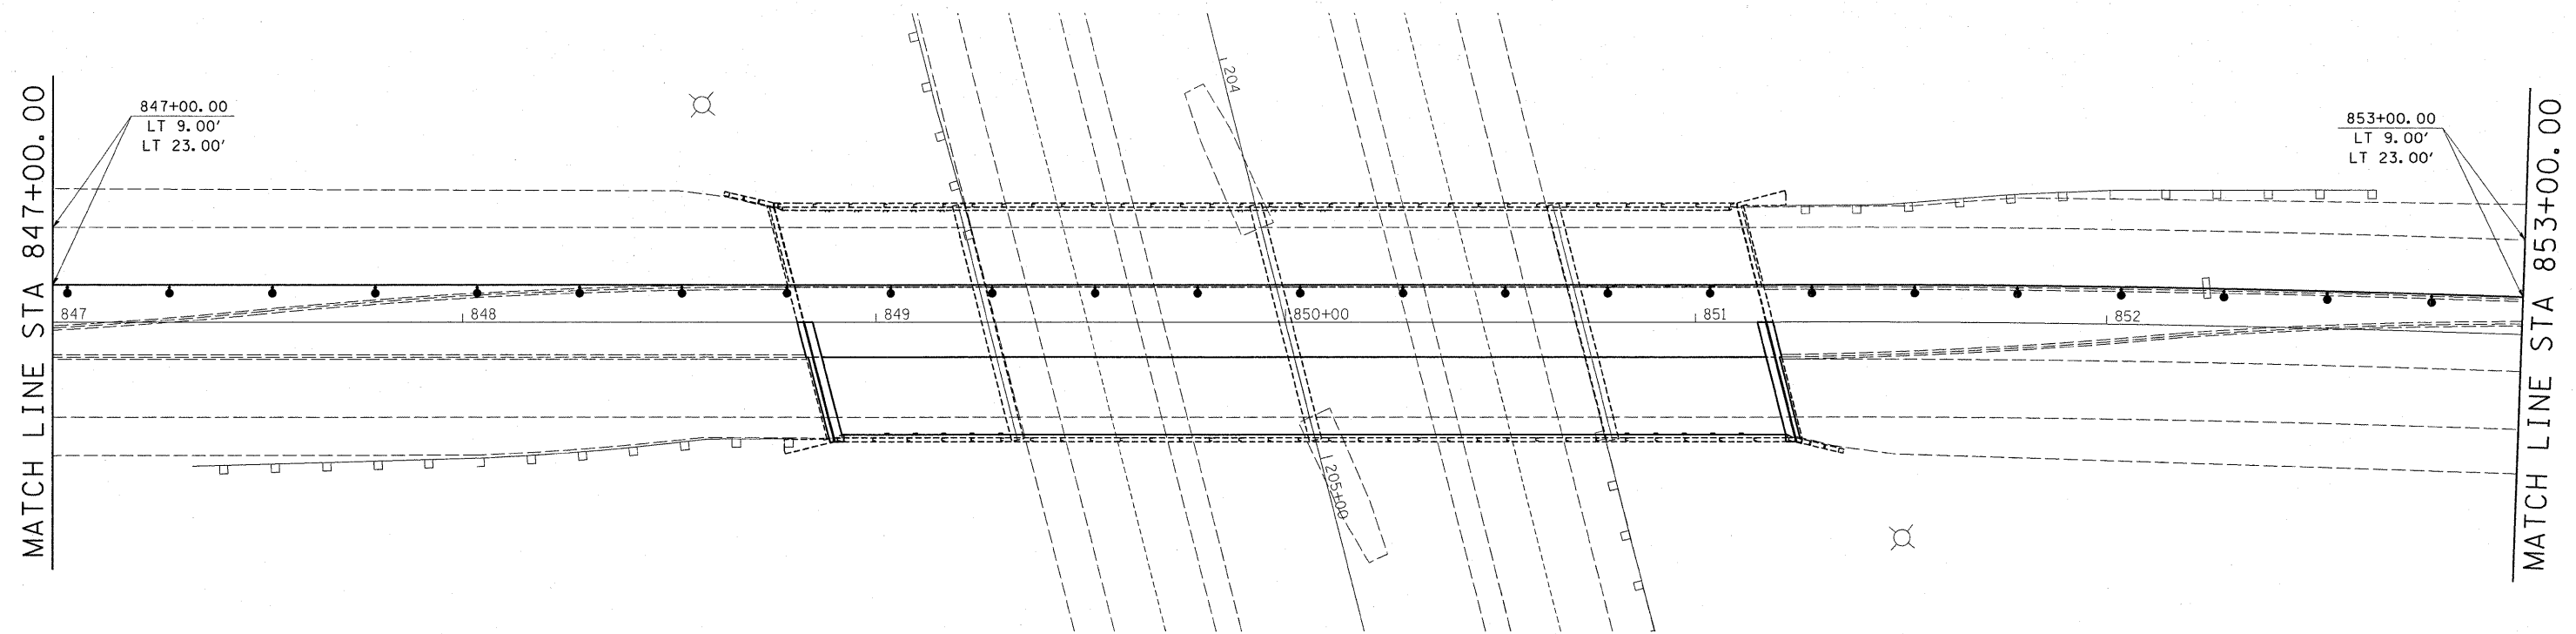 MATCH LINE STA 847+00.00
847+00.00
LT 9.00'
LT 23.00'
204
853+00.00
LT 9.00'
LT 23.00'
MATCH LINE STA 853+00.00
847
848
849
850+00
851
852
205+00